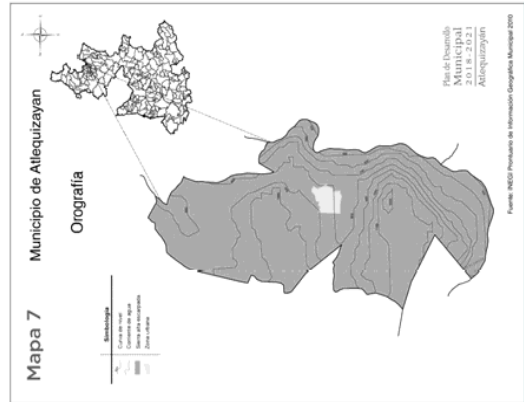 Mapa 7
Municipio de Atlequizayan
Orografía
Simbología
Curva de nivel
Corriente de agua
Sierra alta escarpada
Zona urbana
Plan de Desarrollo
Municipal
2018-2021
Atlequizayán
Fuente: INEGI Prontuario de Información Geográfica Municipal 2010